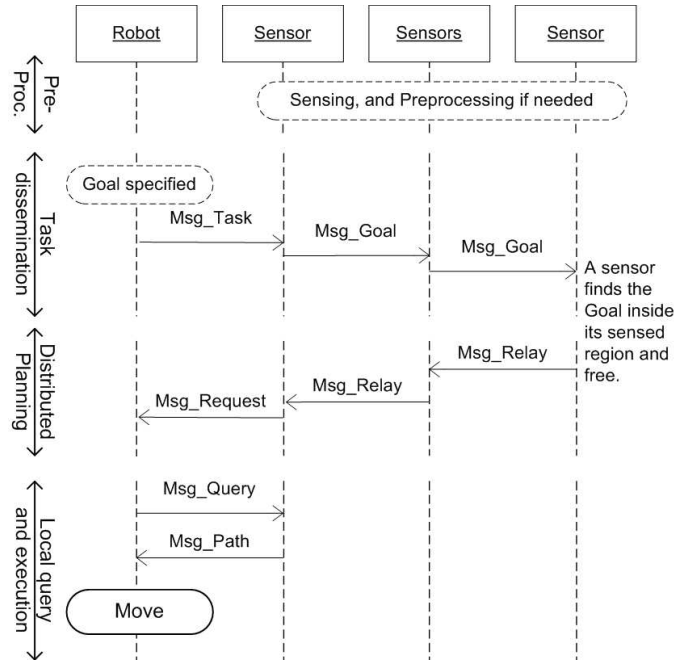 Robot
Sensor
Sensors
Sensor
Pre-
Proc.
Sensing, and Preprocessing if needed
Task
dissemination
Goal specified
Msg_Task
Msg_Goal
Msg_Goal
A sensor
finds the
Goal inside
its sensed
region and
free.
Distributed
Planning
Msg_Relay
Msg_Relay
Msg_Request
Local query
and execution
Msg_Query
Msg_Path
Move